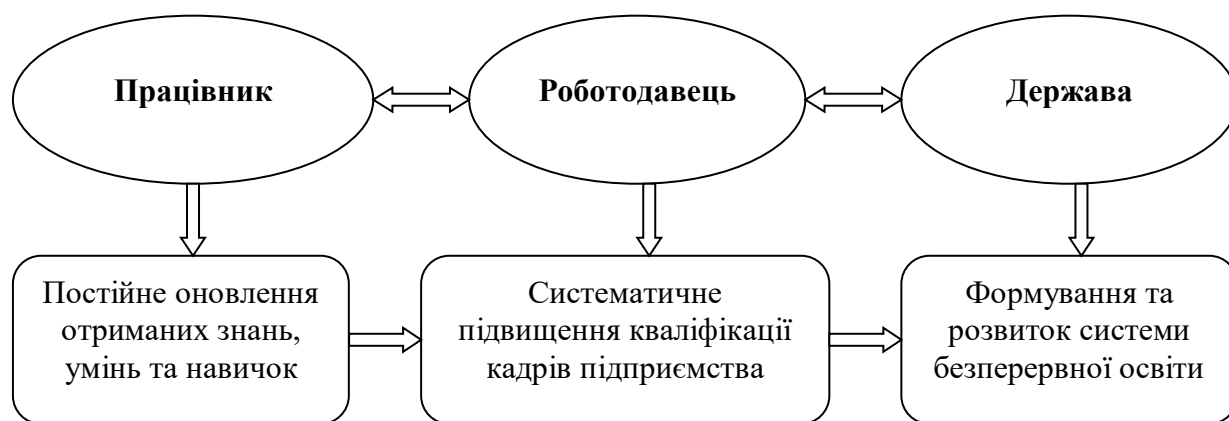 Працівник
Роботодавець
Держава
Постійне оновлення
отриманих знань,
умінь та навичок
Систематичне
підвищення кваліфікації
кадрів підприємства
Формування та
розвиток системи
безперервної освіти